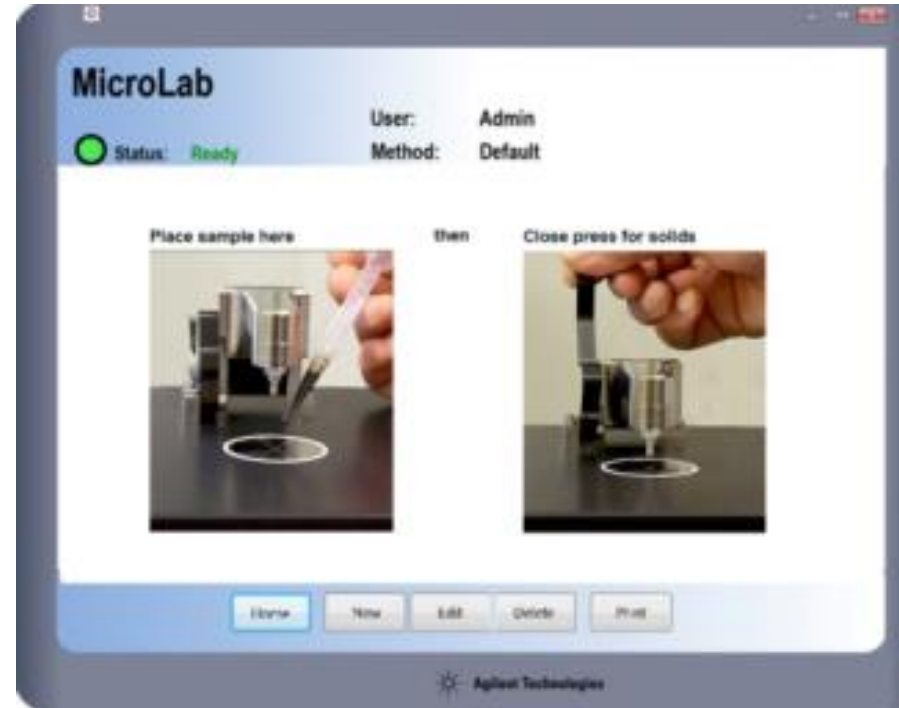 MicroLab
User: Admin
Status: Ready
Method: Default
Place sample here then Close press for solids
Home New Edit Delete Print
Agilent Technologies